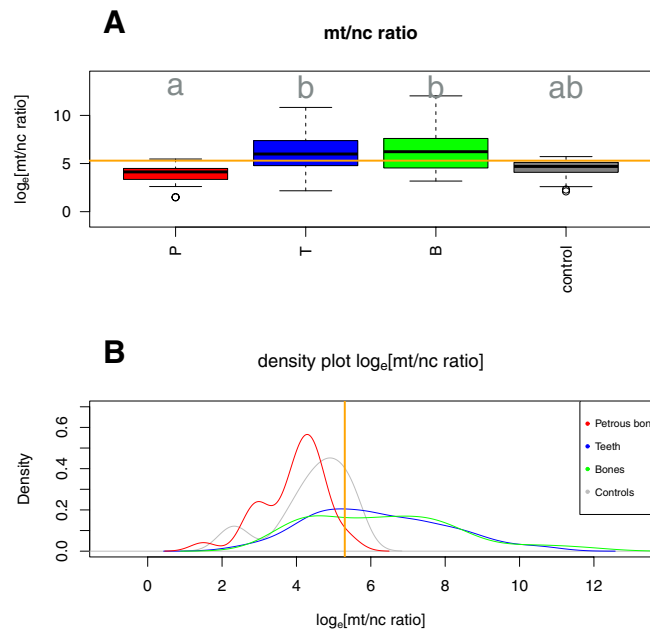 A
mt/nc ratio
a b b ab
logₑ[mt/nc ratio]
10
5
0
P T B control
B
density plot logₑ[mt/nc ratio]
Density
0.6
0.4
0.2
0.0
Petrous bon
Teeth
Bones
Controls
0 2 4 6 8 10 12
logₑ[mt/nc ratio]